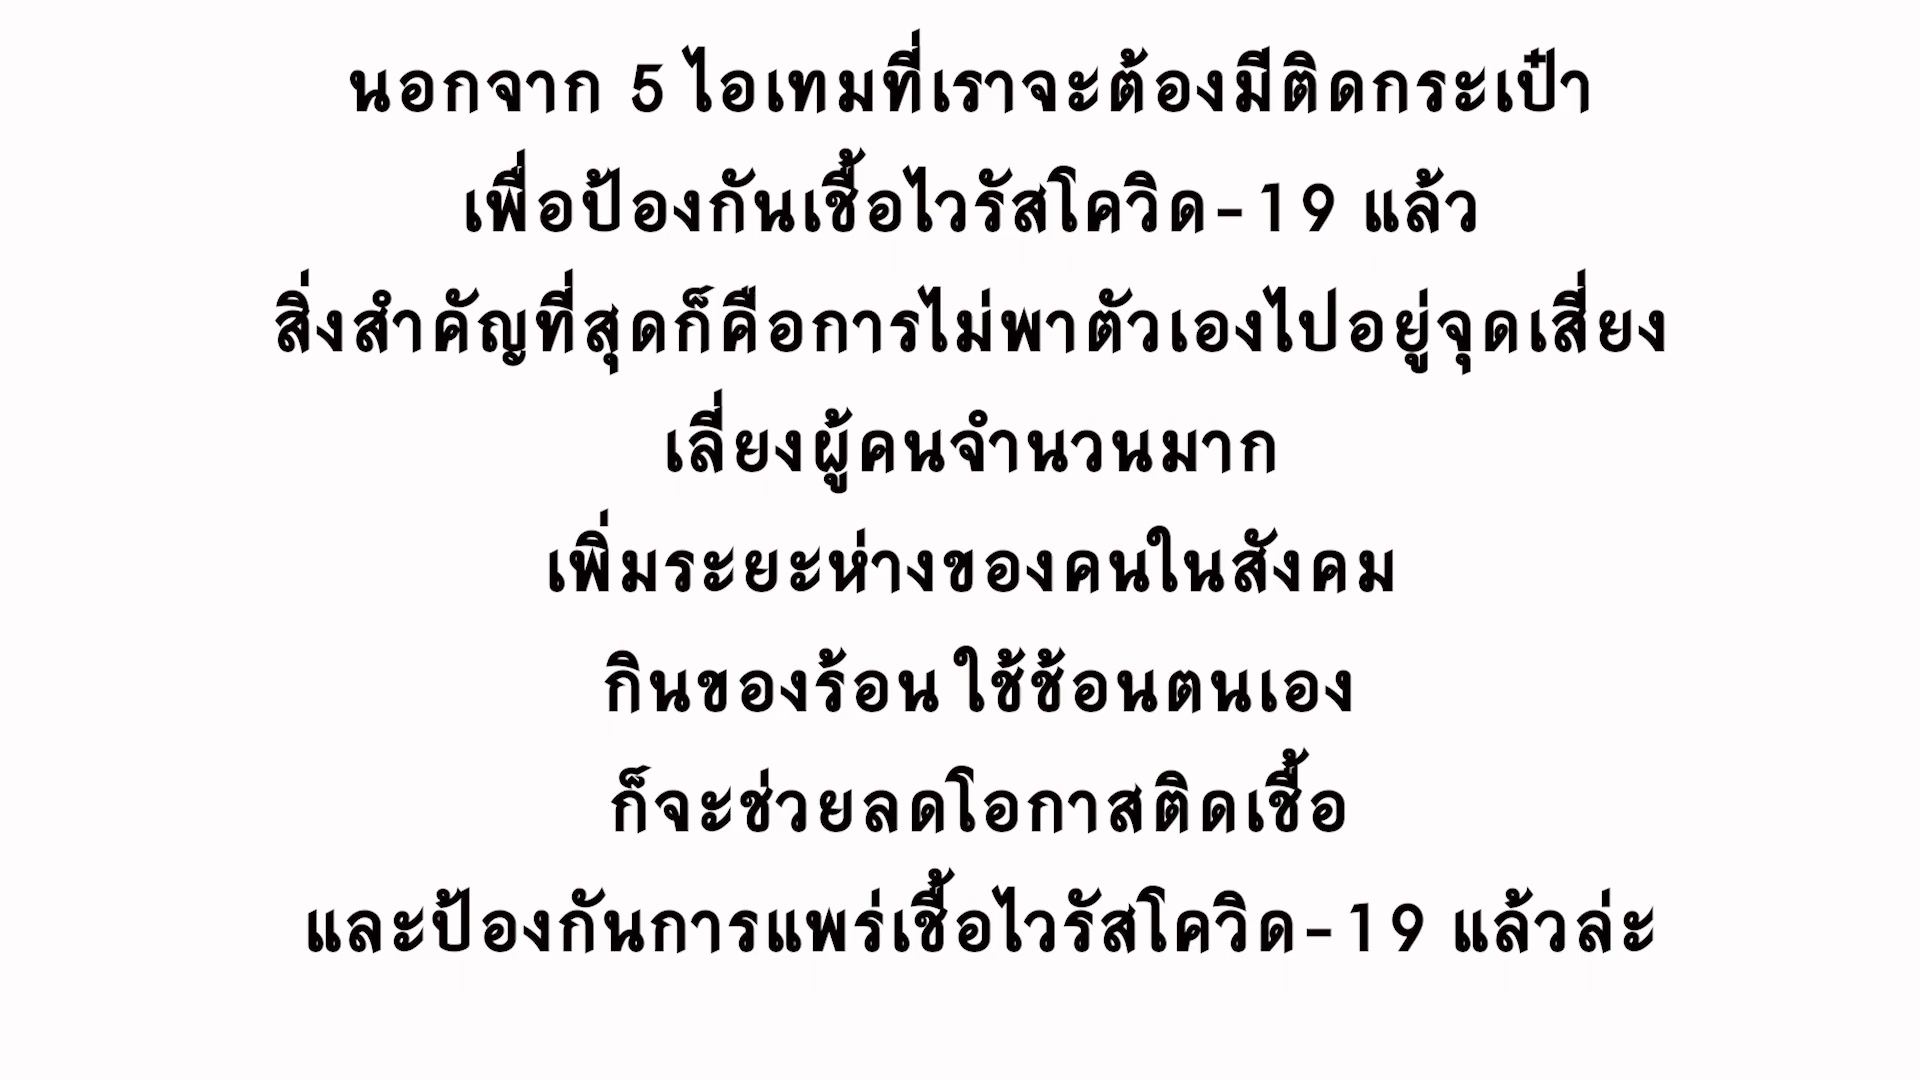 นอกจาก 5 ไอเทมที่เราจะต้องมีติดกระเป๋า
เพื่อป้องกันเชื้อไวรัสโควิด-19 แล้ว
สิ่งสำคัญที่สุดก็คือการไม่พาตัวเองไปอยู่จุดเสี่ยง
เลี่ยงผู้คนจำนวนมาก
เพิ่มระยะห่างของคนในสังคม
กินของร้อน ใช้ช้อนตนเอง
ก็จะช่วยลดโอกาสติดเชื้อ
และป้องกันการแพร่เชื้อไวรัสโควิด-19 แล้วล่ะ